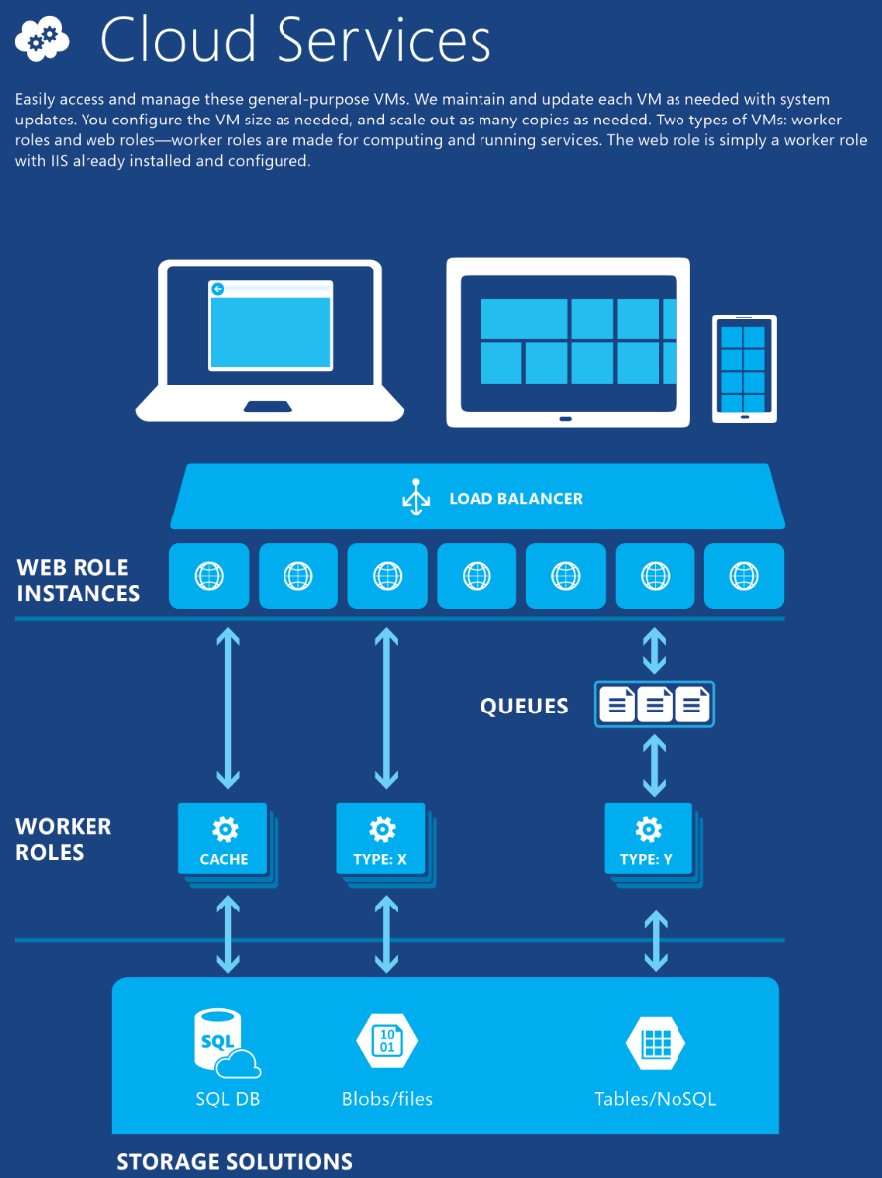 Cloud Services
Easily access and manage these general-purpose VMs. We maintain and update each VM as needed with system
updates. You configure the VM size as needed, and scale out as many copies as needed. Two types of VMs: worker
roles and web roles—worker roles are made for computing and running services. The web role is simply a worker role
with IIS already installed and configured.
LOAD BALANCER
WEB ROLE
INSTANCES
QUEUES
WORKER
ROLES
CACHE
TYPE: X
TYPE: Y
SQL
10
01
SQL DB
Blobs/files
Tables/NoSQL
STORAGE SOLUTIONS